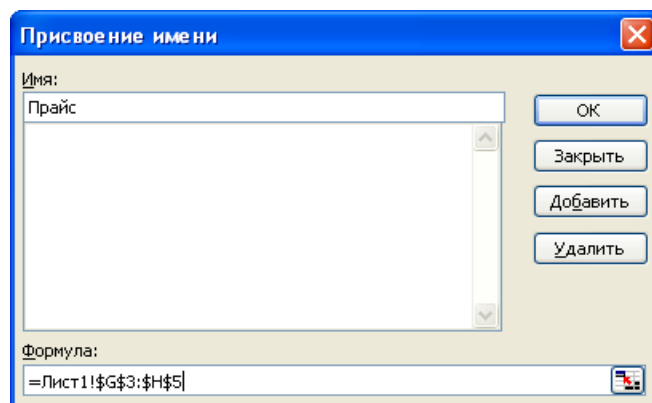 Присвоение имени
Имя:
Прайс
ОК
Закрыть
Добавить
Удалить
Формула:
=Лист1!$G$3:$H$5